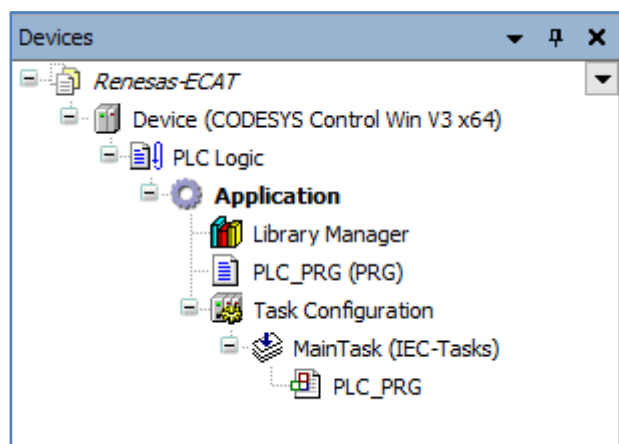 Devices
Renesas-ECAT
Device (CODESYS Control Win V3 x64)
PLC Logic
Application
Library Manager
PLC_PRG (PRG)
Task Configuration
MainTask (IEC-Tasks)
PLC_PRG